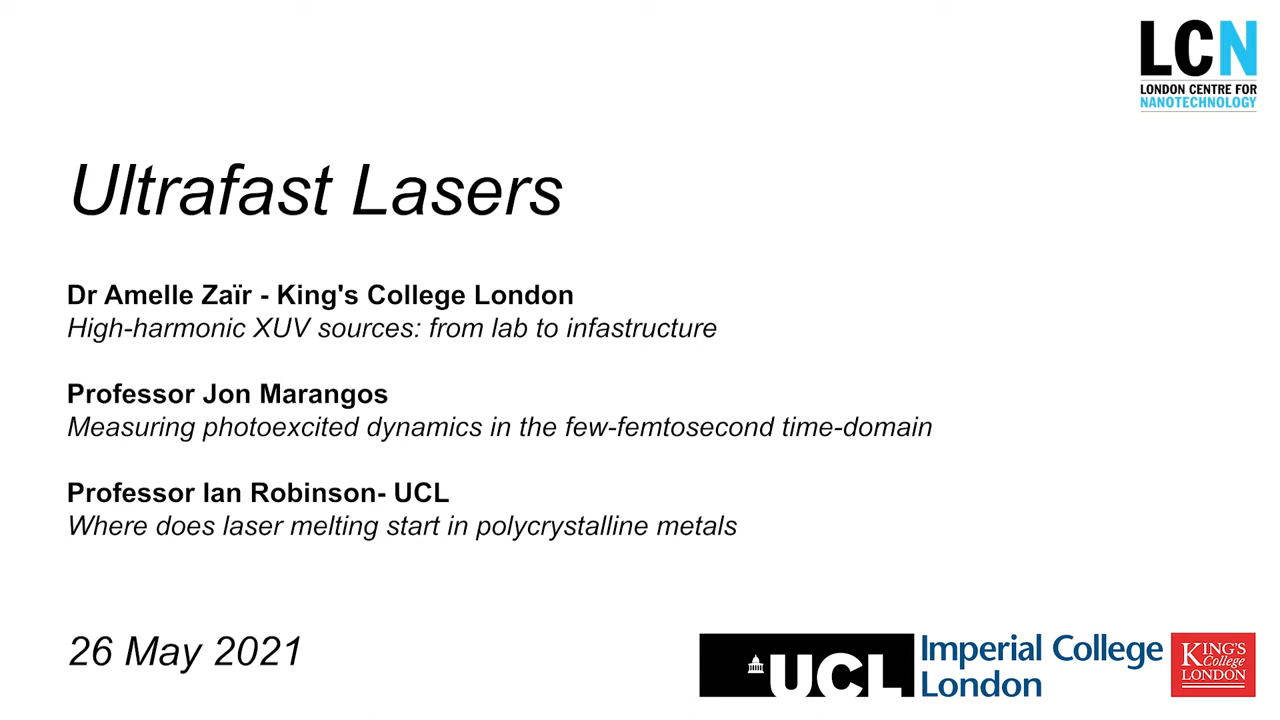 LCN
LONDON CENTRE FOR
NANOTECHNOLOGY
Ultrafast Lasers
Dr Amelle Zaïr - King's College London
High-harmonic XUV sources: from lab to infastructure
Professor Jon Marangos
Measuring photoexcited dynamics in the few-femtosecond time-domain
Professor Ian Robinson- UCL
Where does laser melting start in polycrystalline metals
26 May 2021
UCL
Imperial College
London
KING'S
College
LONDON